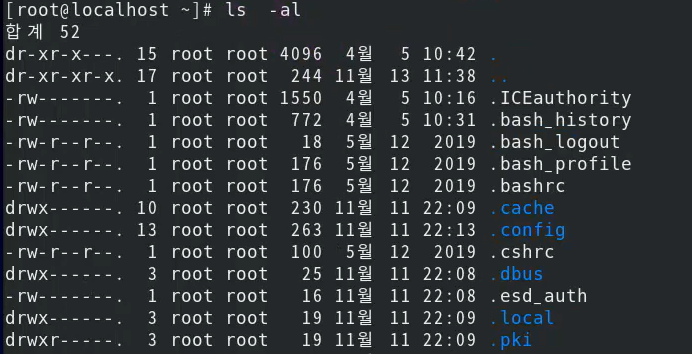 [root@localhost ~]# ls  -al
합계 52
dr-xr-x---. 15 root root 4096  4월   5 10:42 .
dr-xr-xr-x. 17 root root  244 11월  13 11:38 ..
-rw-------.  1 root root 1550  4월   5 10:16 .ICEauthority
-rw-------.  1 root root  772  4월   5 10:31 .bash_history
-rw-r--r--.  1 root root   18  5월  12  2019 .bash_logout
-rw-r--r--.  1 root root  176  5월  12  2019 .bash_profile
-rw-r--r--.  1 root root  176  5월  12  2019 .bashrc
drwx------. 10 root root  230 11월  11 22:09 .cache
drwx------. 13 root root  263 11월  11 22:13 .config
-rw-r--r--.  1 root root  100  5월  12  2019 .cshrc
drwx------.  3 root root   25 11월  11 22:08 .dbus
-rw-------.  1 root root   16 11월  11 22:08 .esd_auth
drwx------.  3 root root   19 11월  11 22:09 .local
drwxr-----.  3 root root   19 11월  11 22:09 .pki